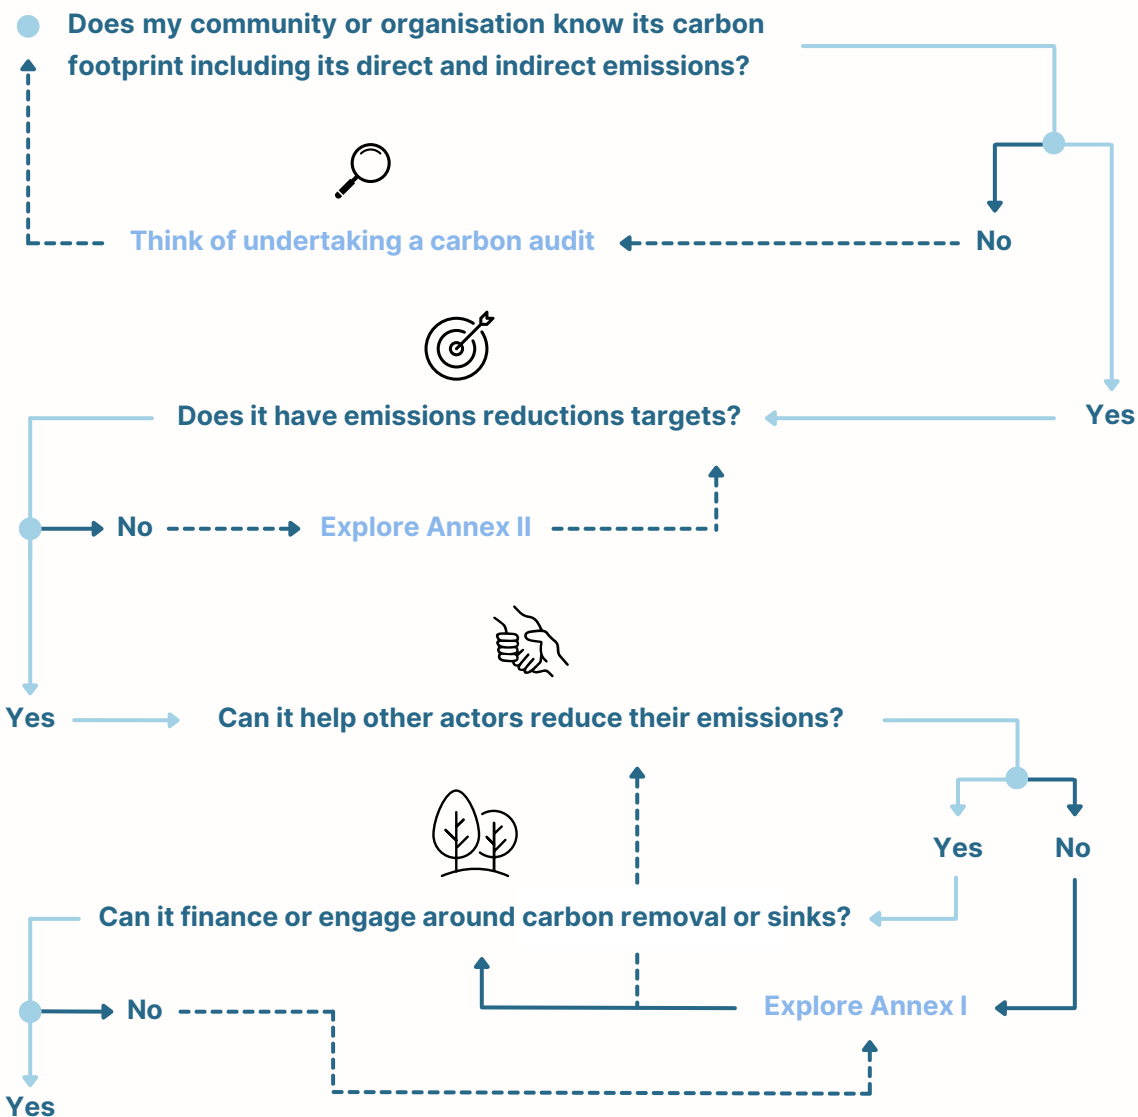 Does my community or organisation know its carbon
footprint including its direct and indirect emissions?
Think of undertaking a carbon audit
No
Does it have emissions reductions targets?
Yes
No
Explore Annex II
Yes
Can it help other actors reduce their emissions?
Yes
No
Can it finance or engage around carbon removal or sinks?
No
Explore Annex I
Yes